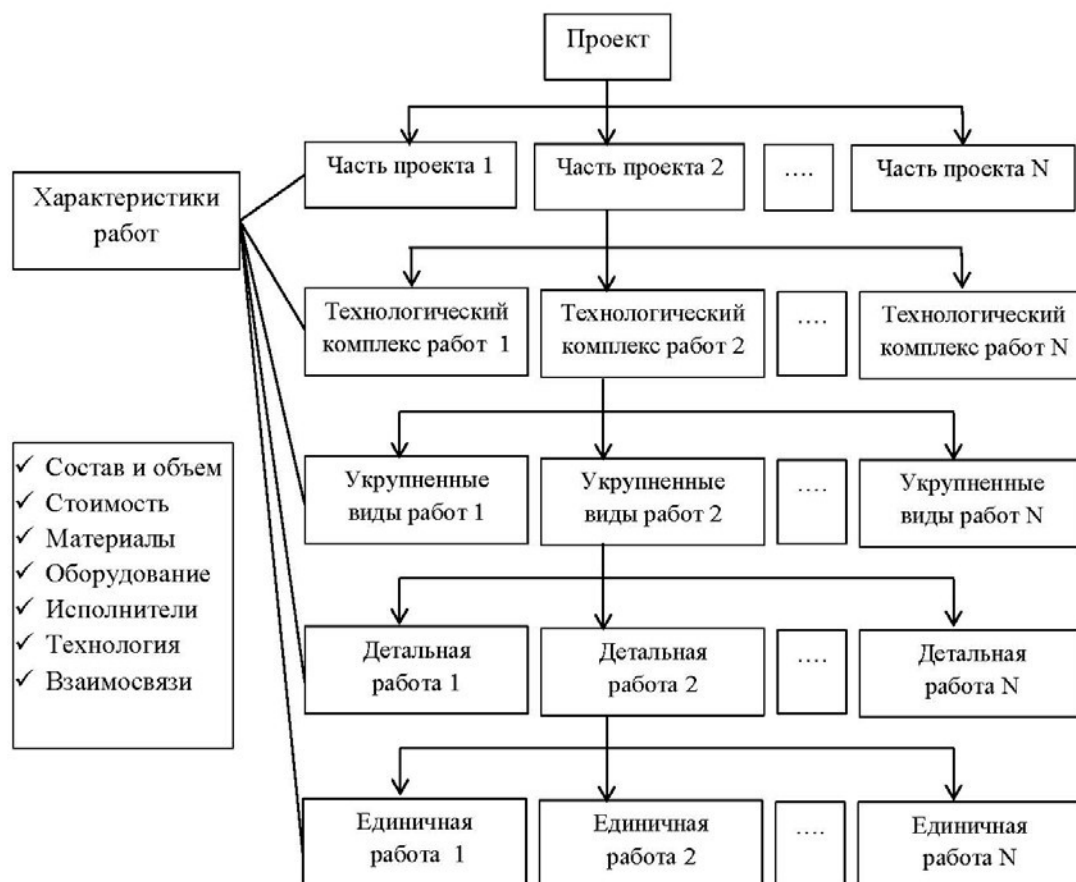 Проект
Часть проекта 1
Часть проекта 2
....
Часть проекта N
Характеристики
работ
Технологический
комплекс работ 1
Технологический
комплекс работ 2
....
Технологический
комплекс работ N
✓ Состав и объем
✓ Стоимость
✓ Материалы
✓ Оборудование
✓ Исполнители
✓ Технология
✓ Взаимосвязи
Укрупненные
виды работ 1
Укрупненные
виды работ 2
....
Укрупненные
виды работ N
Детальная
работа 1
Детальная
работа 2
....
Детальная
работа N
Единичная
работа 1
Единичная
работа 2
....
Единичная
работа N